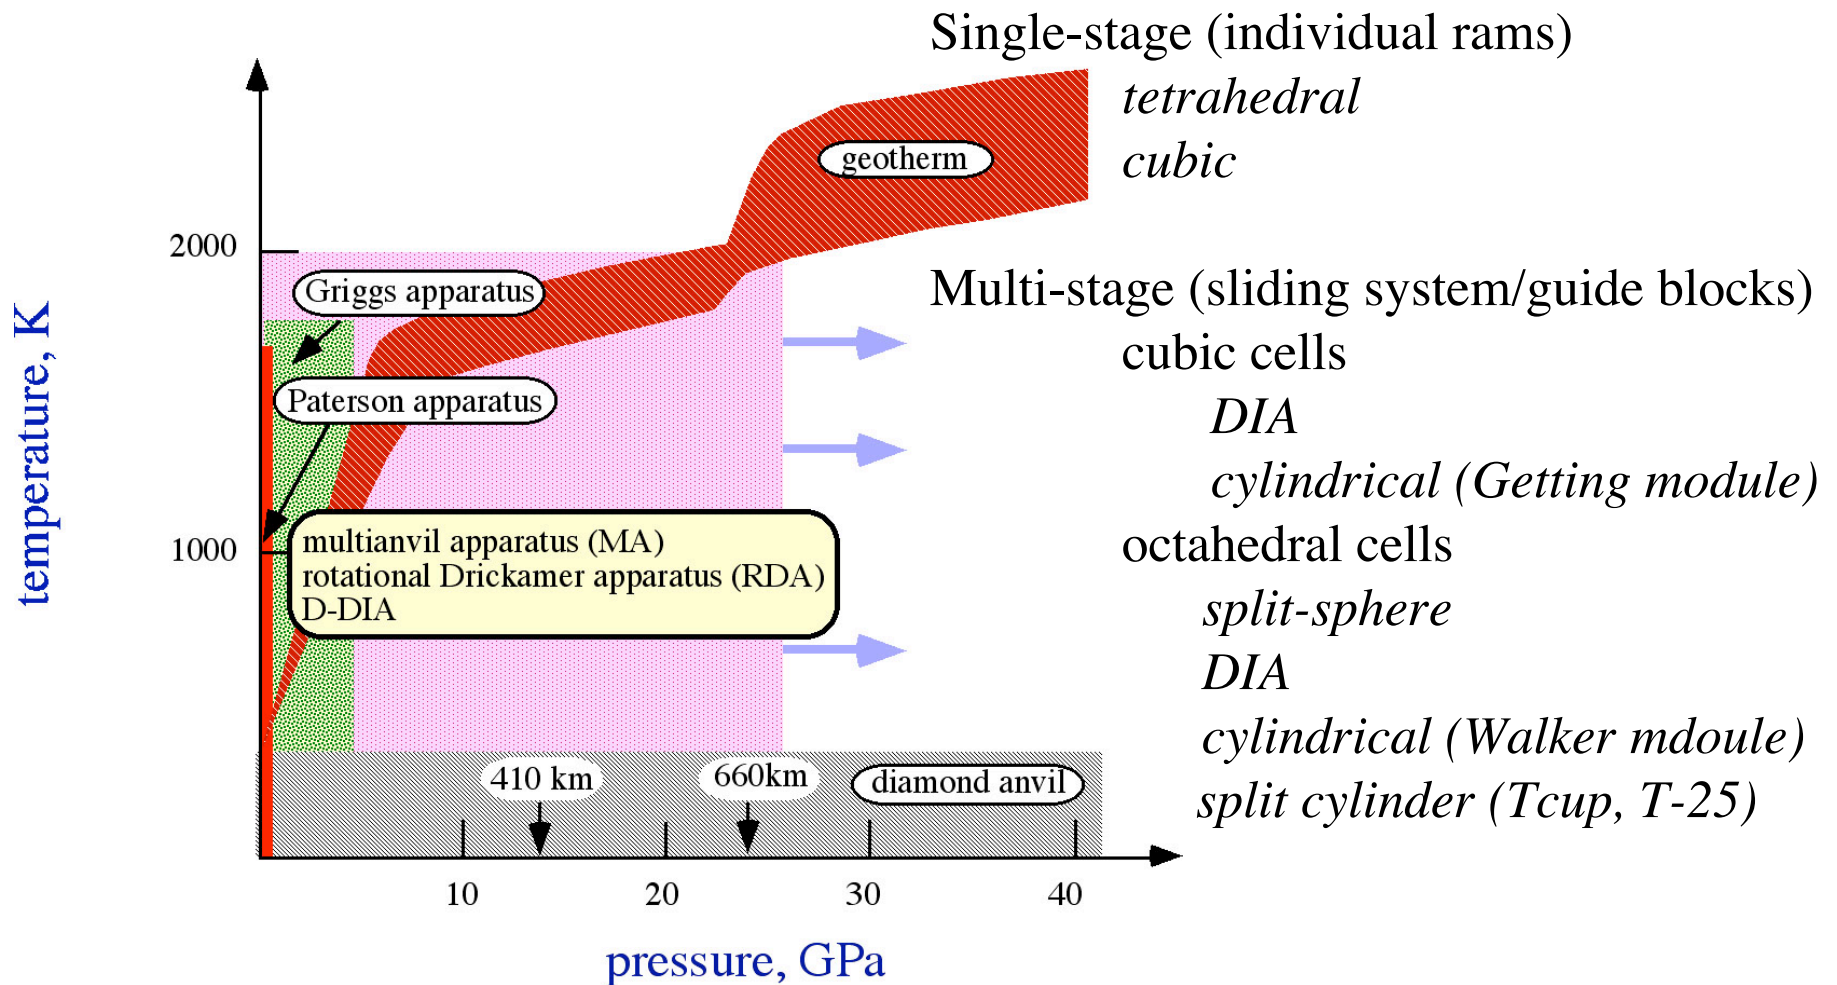 Single-stage (individual rams)
tetrahedral
cubic
Multi-stage (sliding system/guide blocks)
cubic cells
DIA
cylindrical (Getting module)
octahedral cells
split-sphere
DIA
cylindrical (Walker mdoule)
split cylinder (Tcup, T-25)
temperature, K
2000
1000
geotherm
Griggs apparatus
Paterson apparatus
multianvil apparatus (MA)
rotational Drickamer apparatus (RDA)
D-DIA
410 km
660km
diamond anvil
10
20
30
40
pressure, GPa